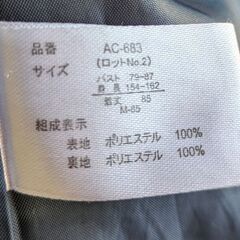 品番 AC-683
サイズ (ロットNo.2)
バスト 79-87
身長 154-162
着丈 85
M-65
組成表示
表地 ポリエステル 100%
裏地 ポリエステル 100%